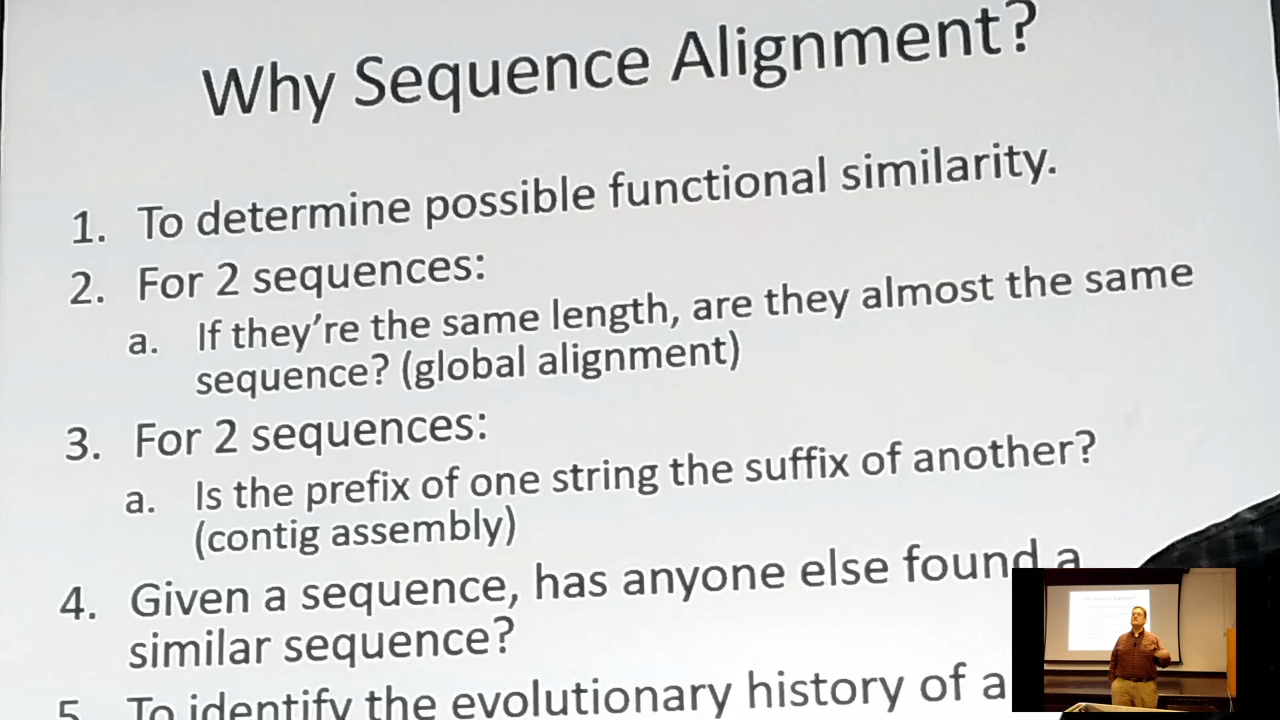 Why Sequence Alignment?
1. To determine possible functional similarity.
2. For 2 sequences:
a. If they're the same length, are they almost the same
sequence? (global alignment)
3. For 2 sequences:
a. Is the prefix of one string the suffix of another?
(contig assembly)
4. Given a sequence, has anyone else found a
similar sequence?
5. To identify the evolutionary history of a